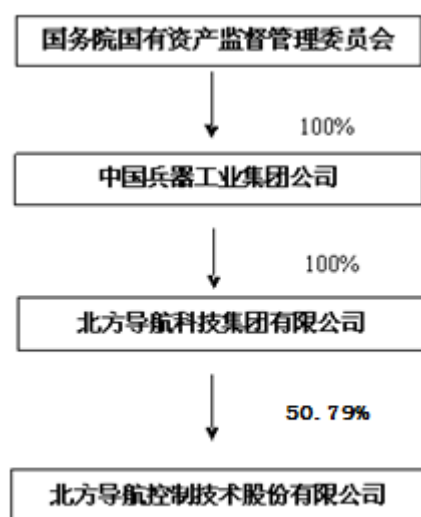 国务院国有资产监督管理委员会
100%
中国兵器工业集团公司
100%
北方导航科技集团有限公司
50.79%
北方导航控制技术股份有限公司